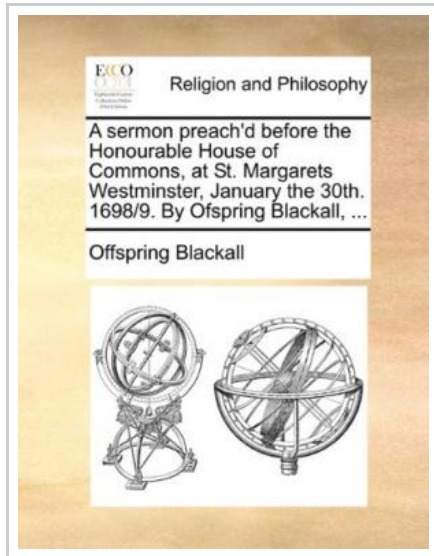 ECCO
Religion and Philosophy
A sermon preach'd before the
Honourable House of
Commons, at St. Margarets
Westminster, January the 30th.
1698/9. By Ofspring Blackall, ...
Offspring Blackall